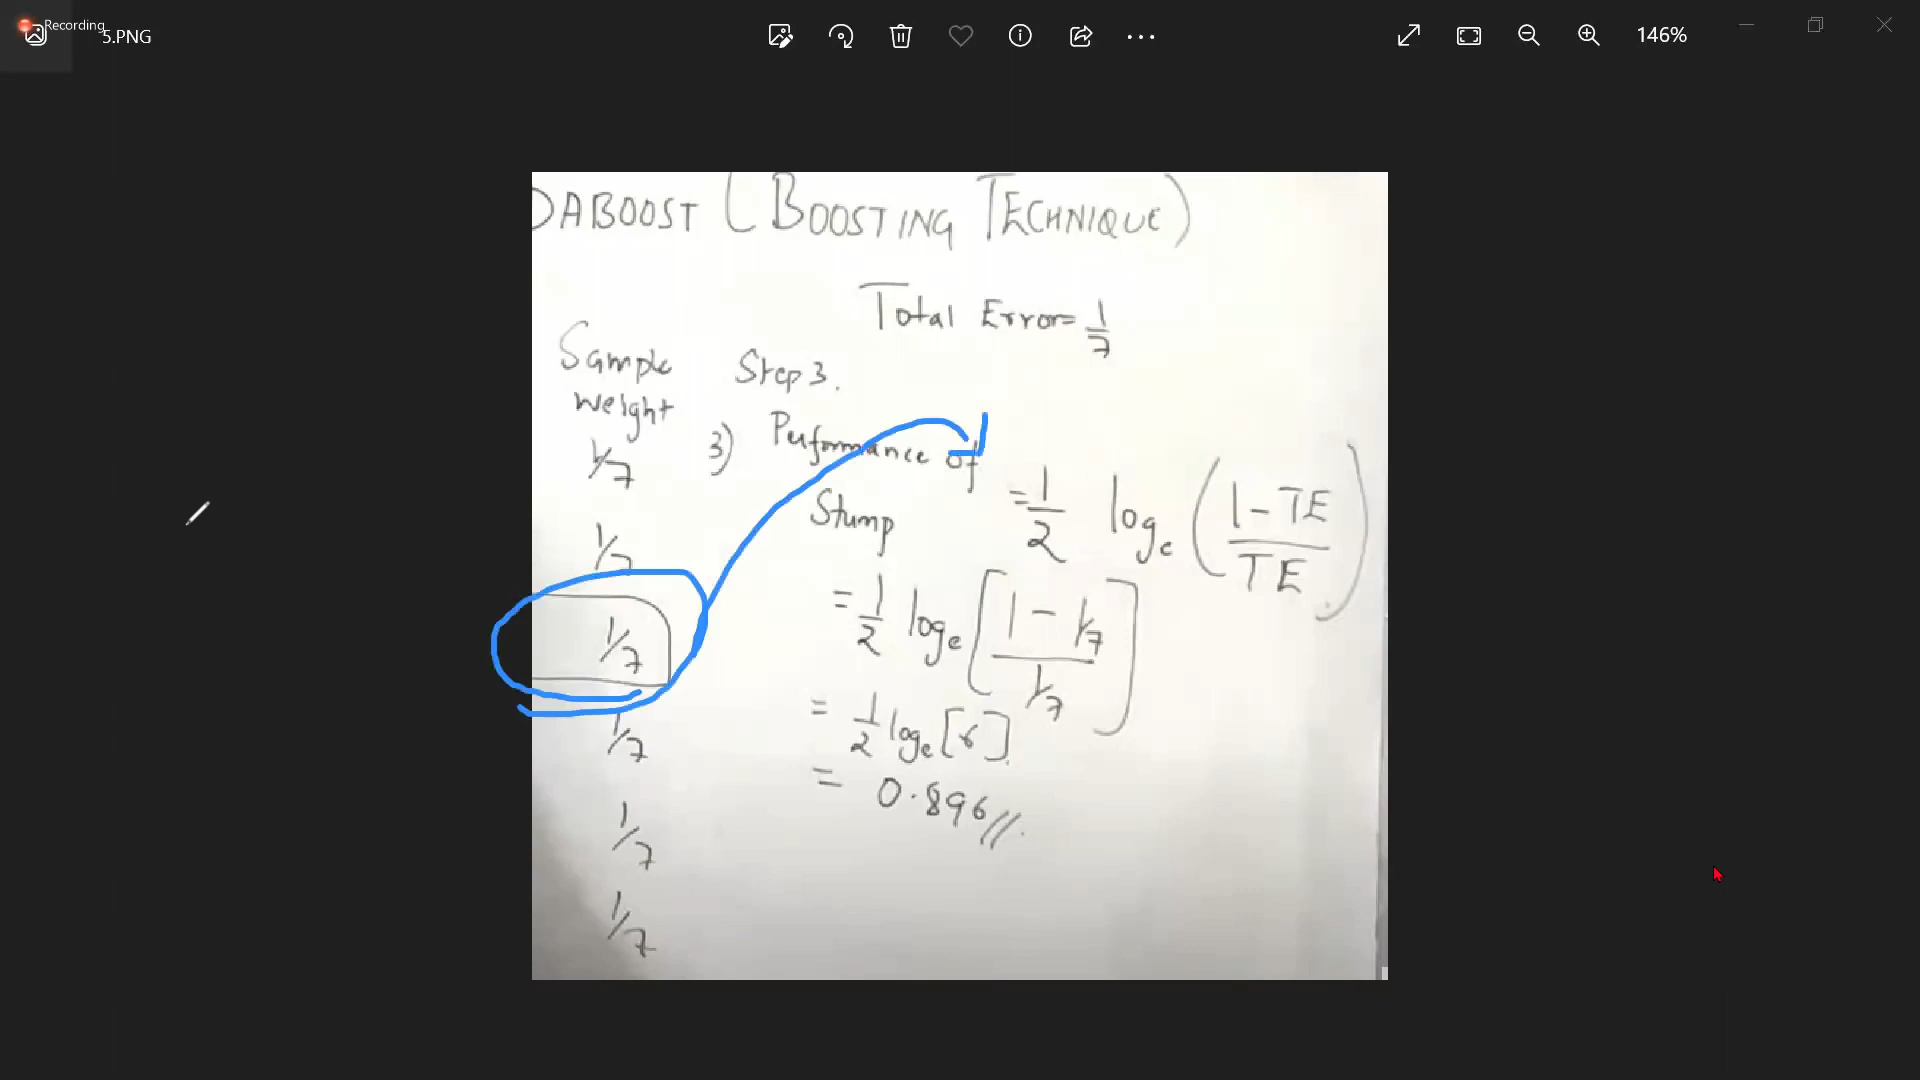 Recording
5.PNG
146%
DABOOST (BOOSTING TECHNIQUE)
Total Error= 1/7
Sample
weight
1/7
1/7
1/7
1/7
1/7
1/7
Step 3.
3) Performance of
Stump
= 1/2 loge (1-TE / TE)
= 1/2 loge [1 - 1/7 / 1/7]
= 1/2 loge [6]
= 0.896//.